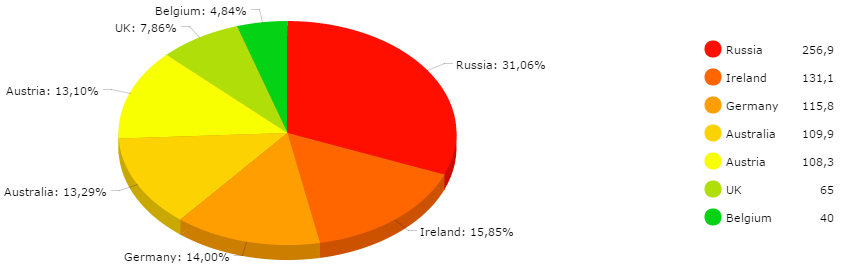 Belgium: 4,84%
UK: 7,86%
Russia: 31,06%
Austria: 13,10%
Australia: 13,29%
Ireland: 15,85%
Germany: 14,00%
Russia 256,9
Ireland 131,1
Germany 115,8
Australia 109,9
Austria 108,3
UK 65
Belgium 40